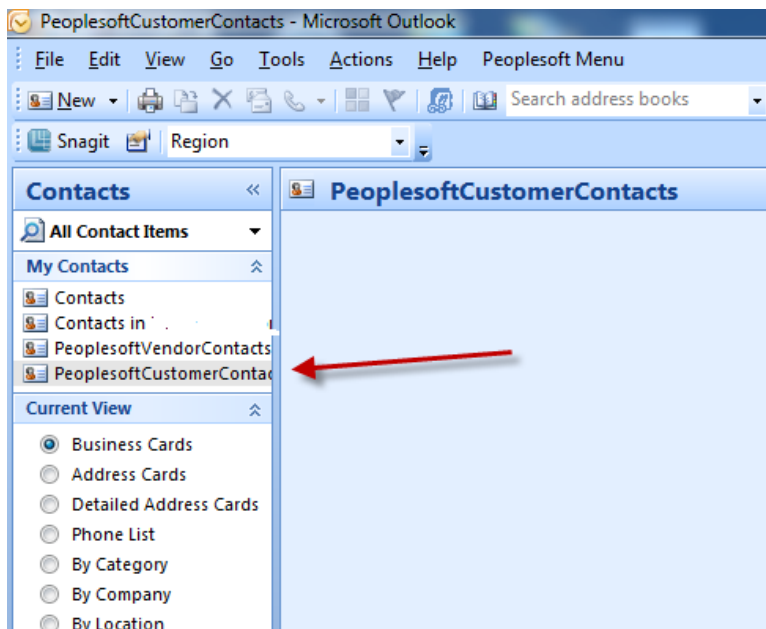 PeoplesoftCustomerContacts - Microsoft Outlook
File Edit View Go Tools Actions Help Peoplesoft Menu
New Search address books
Snagit Region
Contacts « PeoplesoftCustomerContacts
All Contact Items
My Contacts
Contacts
Contacts in
PeoplesoftVendorContacts
PeoplesoftCustomerContac
Current View
Business Cards
Address Cards
Detailed Address Cards
Phone List
By Category
By Company
By Location